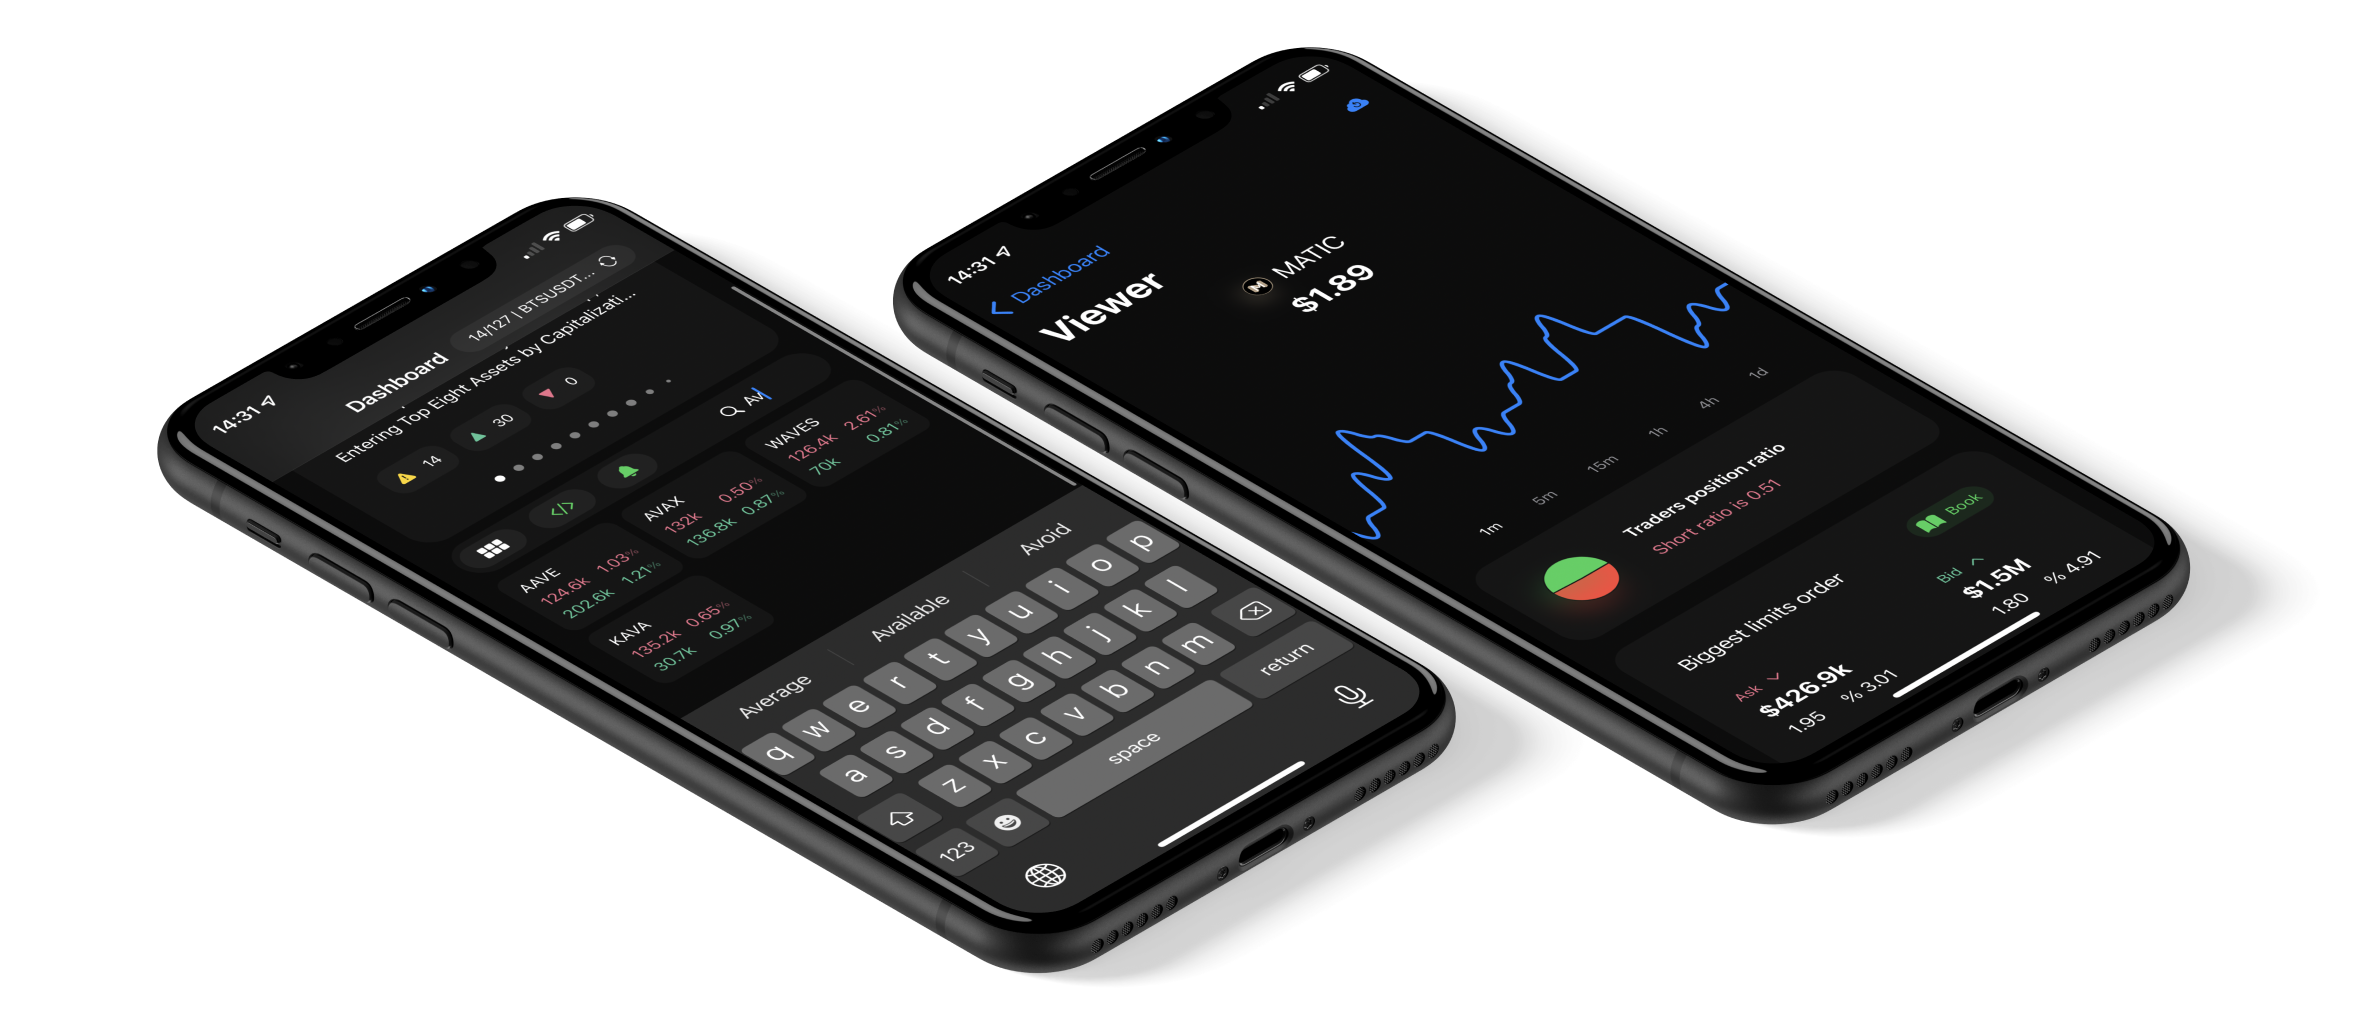 14:31
Dashboard
14/127 | BTSUSDT...
Entering Top Eight Assets by Capitalizati...
14
30
0
</>
Av
AAVE
124.6k 1.03%
202.6k 1.21%
AVAX
132k 0.50%
136.8k 0.87%
WAVES
126.4k 2.61%
70k 0.81%
KAVA
135.2k 0.65%
30.7k 0.97%
Average
Available
Avoid
q w e r t y u i o p
a s d f g h j k l
z x c v b n m
123
space
return
14:31
Dashboard
Viewer
MATIC
$1.89
1m 5m 15m 1h 4h 1d
Traders position ratio
Short ratio is 0.51
Biggest limits order
Book
Ask
$426.9k
1.95 % 3.01
Bid
$1.5M
1.80 % 4.91